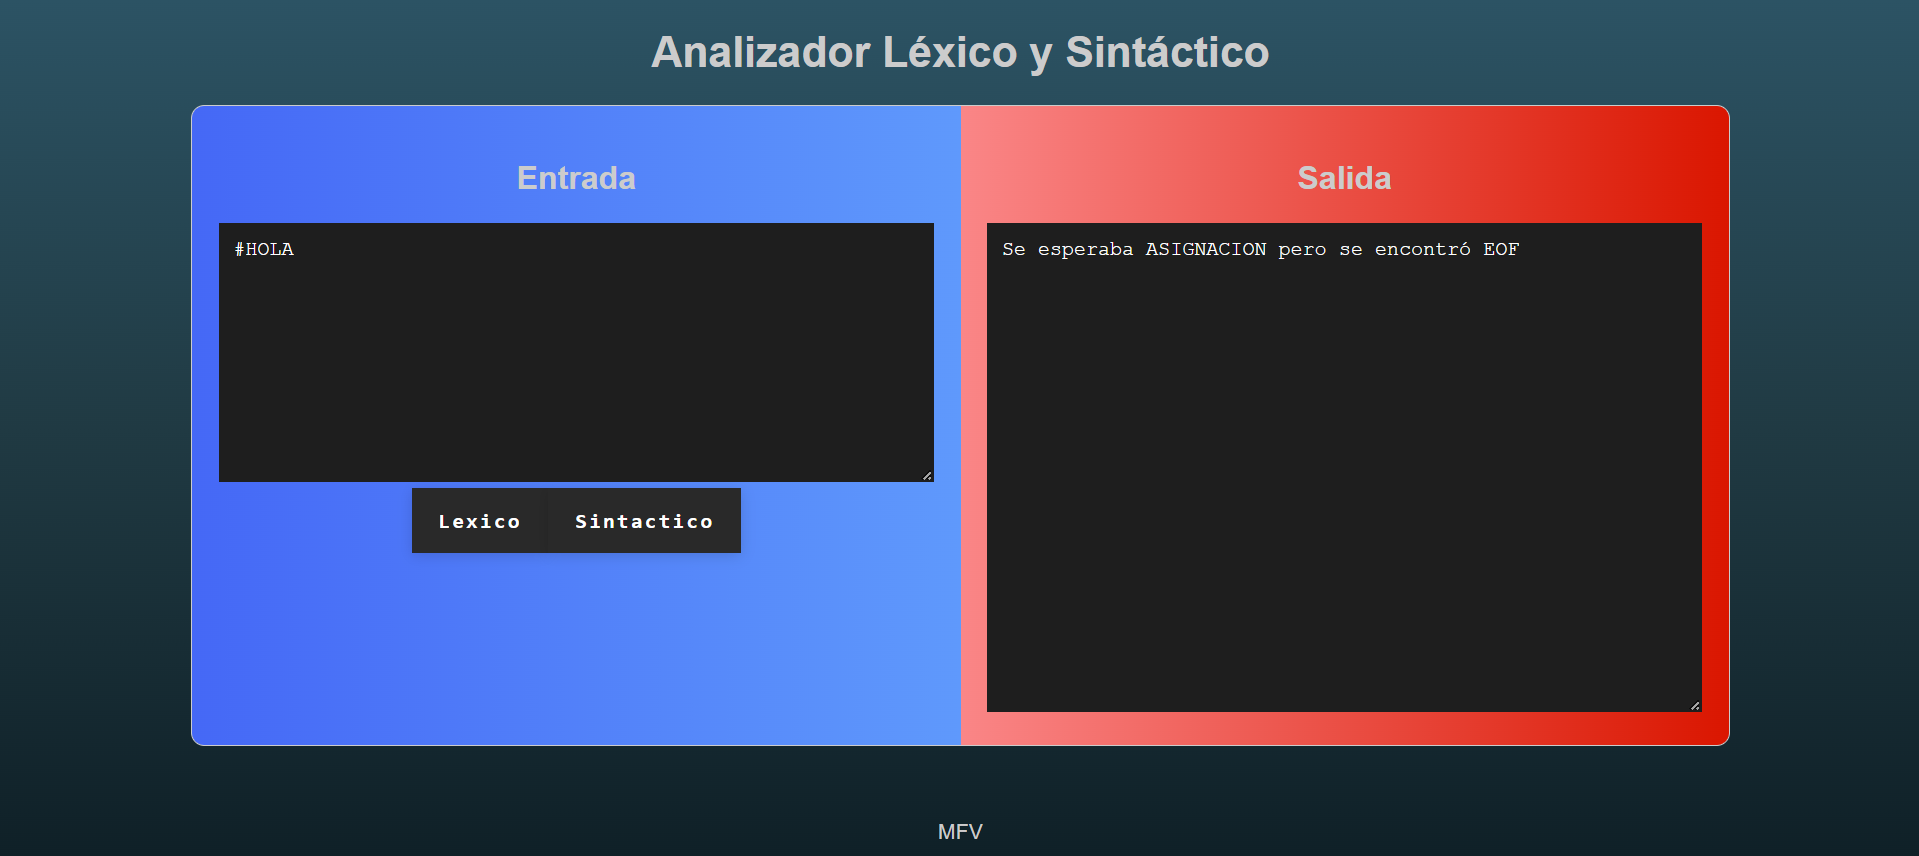 Analizador Léxico y Sintáctico
Entrada
#HOLA
Lexico
Sintactico
Salida
Se esperaba ASIGNACION pero se encontró EOF
MFV